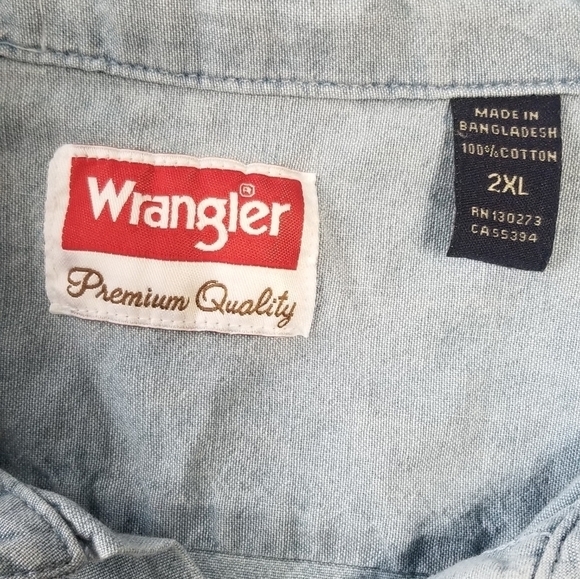 Wrangler®
Premium Quality
MADE IN
BANGLADESH
100% COTTON
2XL
RN 130273
CA 55394